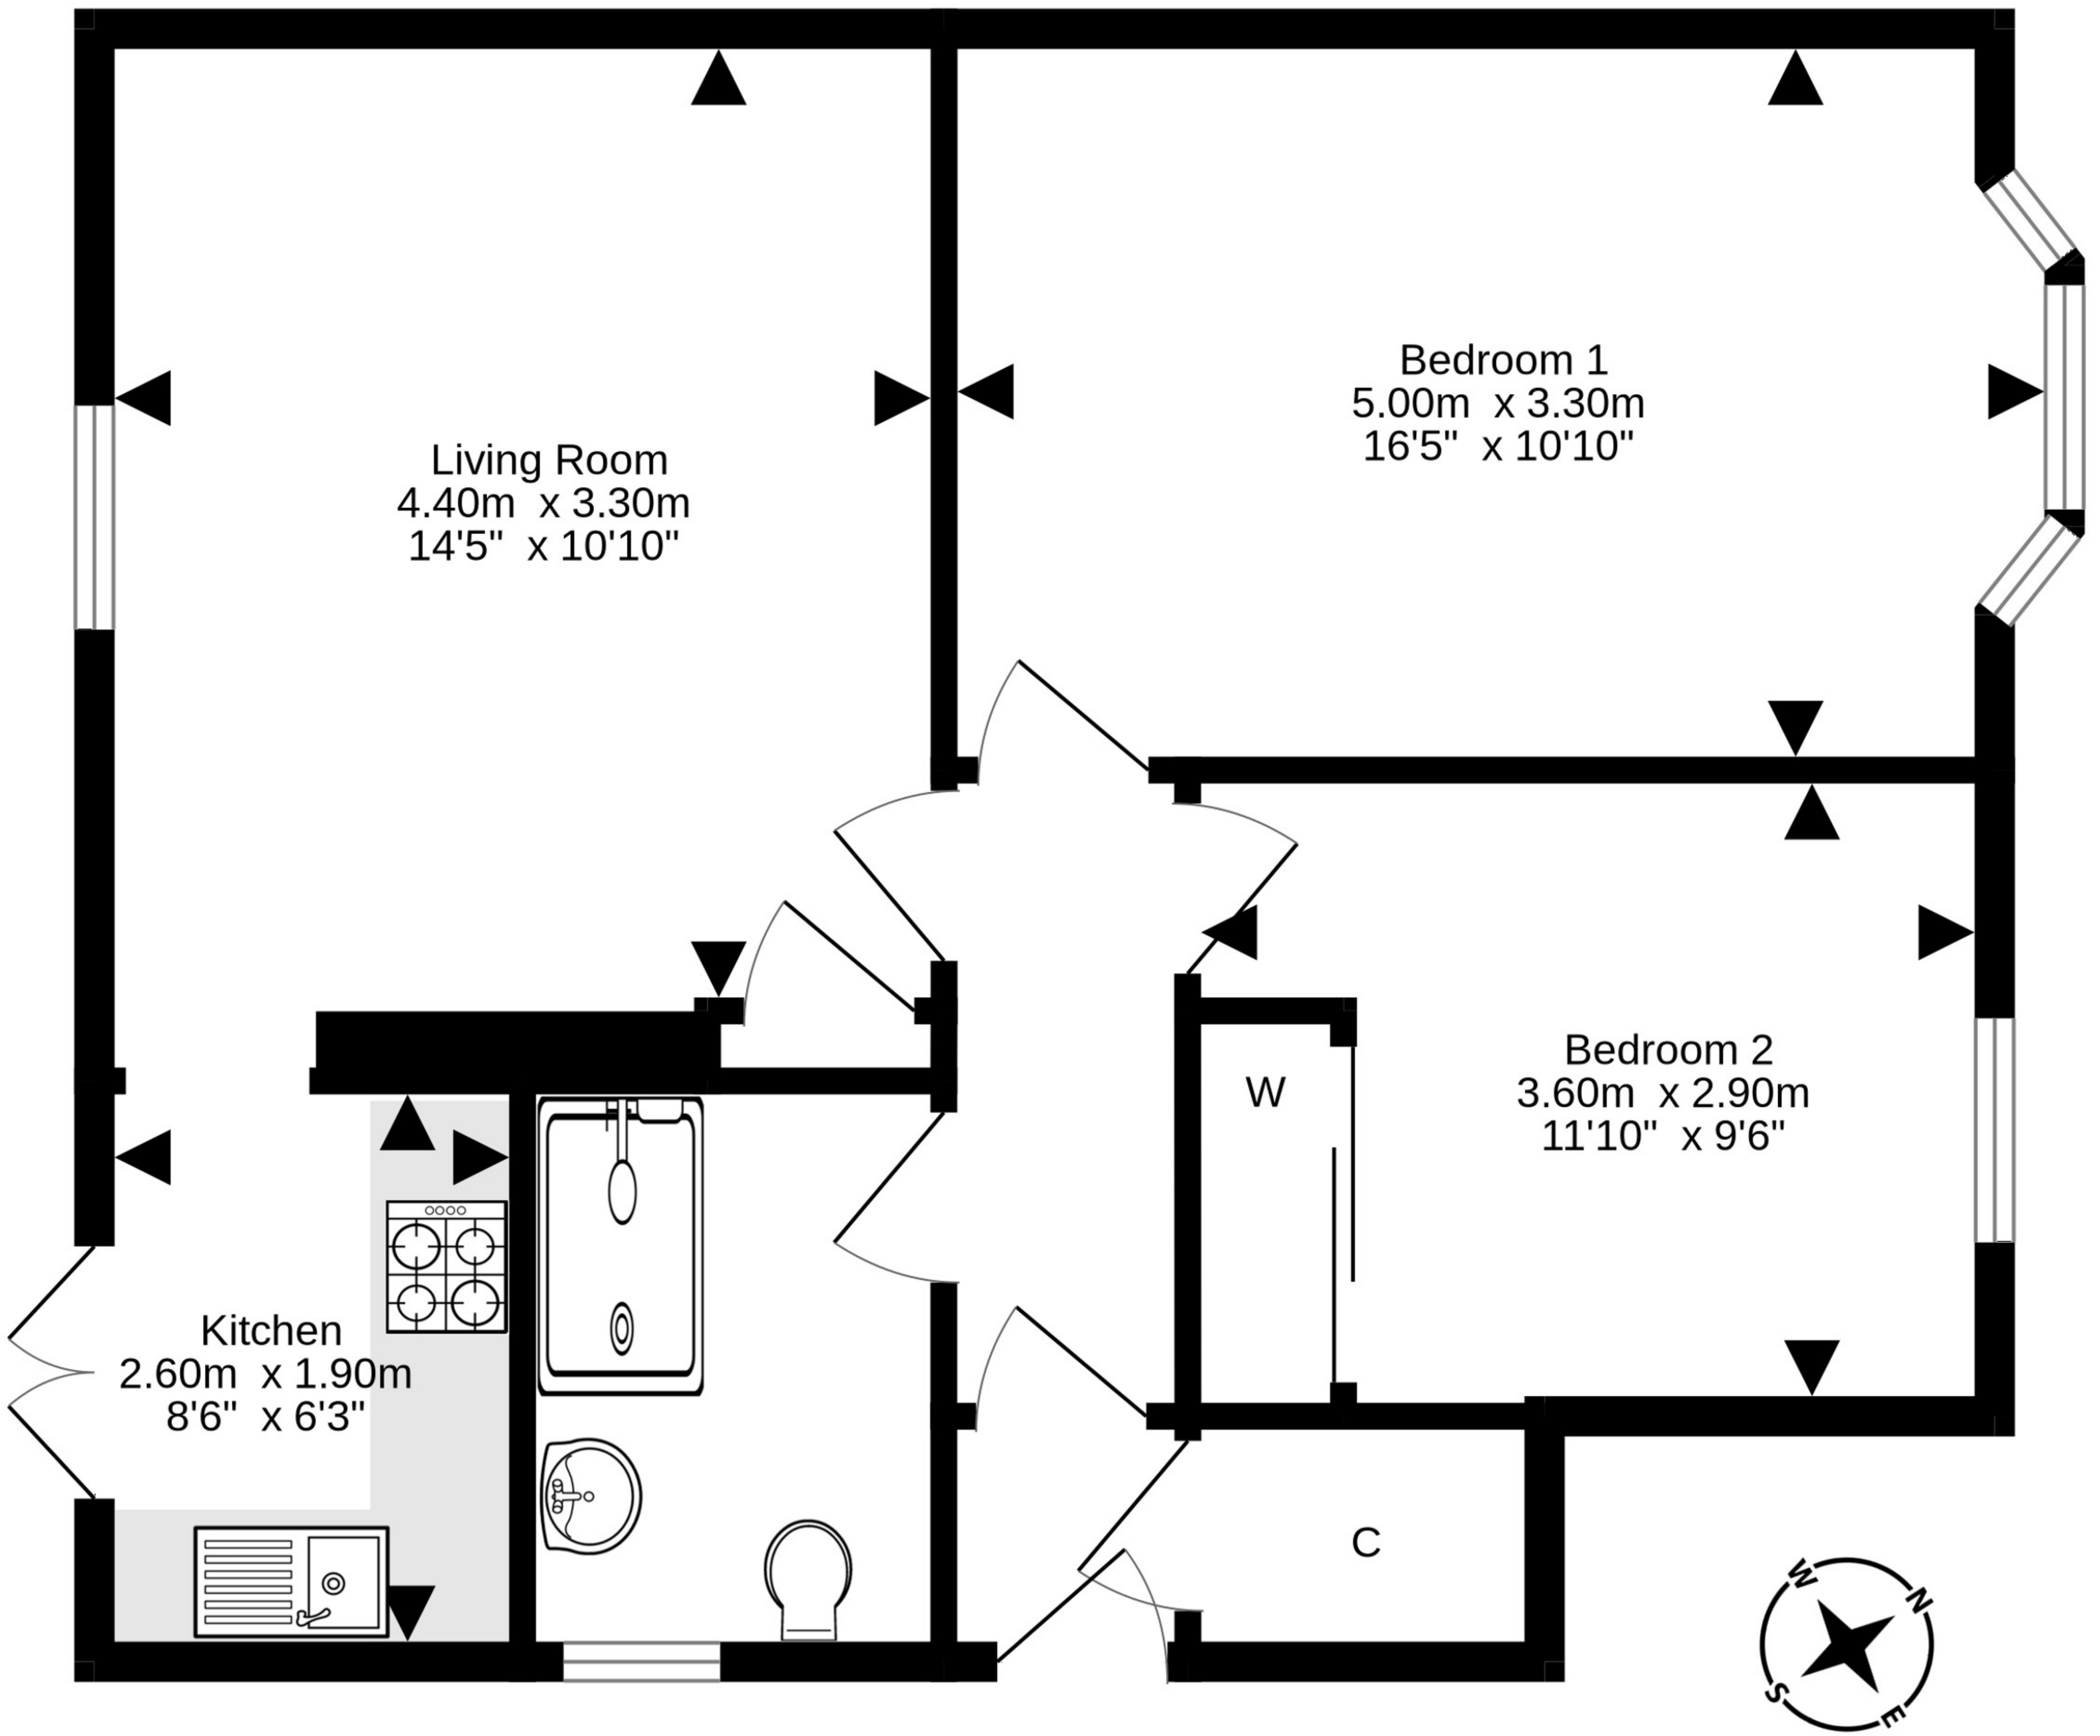 Bedroom 1
5.00m x 3.30m
16'5" x 10'10"
Living Room
4.40m x 3.30m
14'5" x 10'10"
Bedroom 2
3.60m x 2.90m
11'10" x 9'6"
W
Kitchen
2.60m x 1.90m
8'6" x 6'3"
C
W
N
S
E